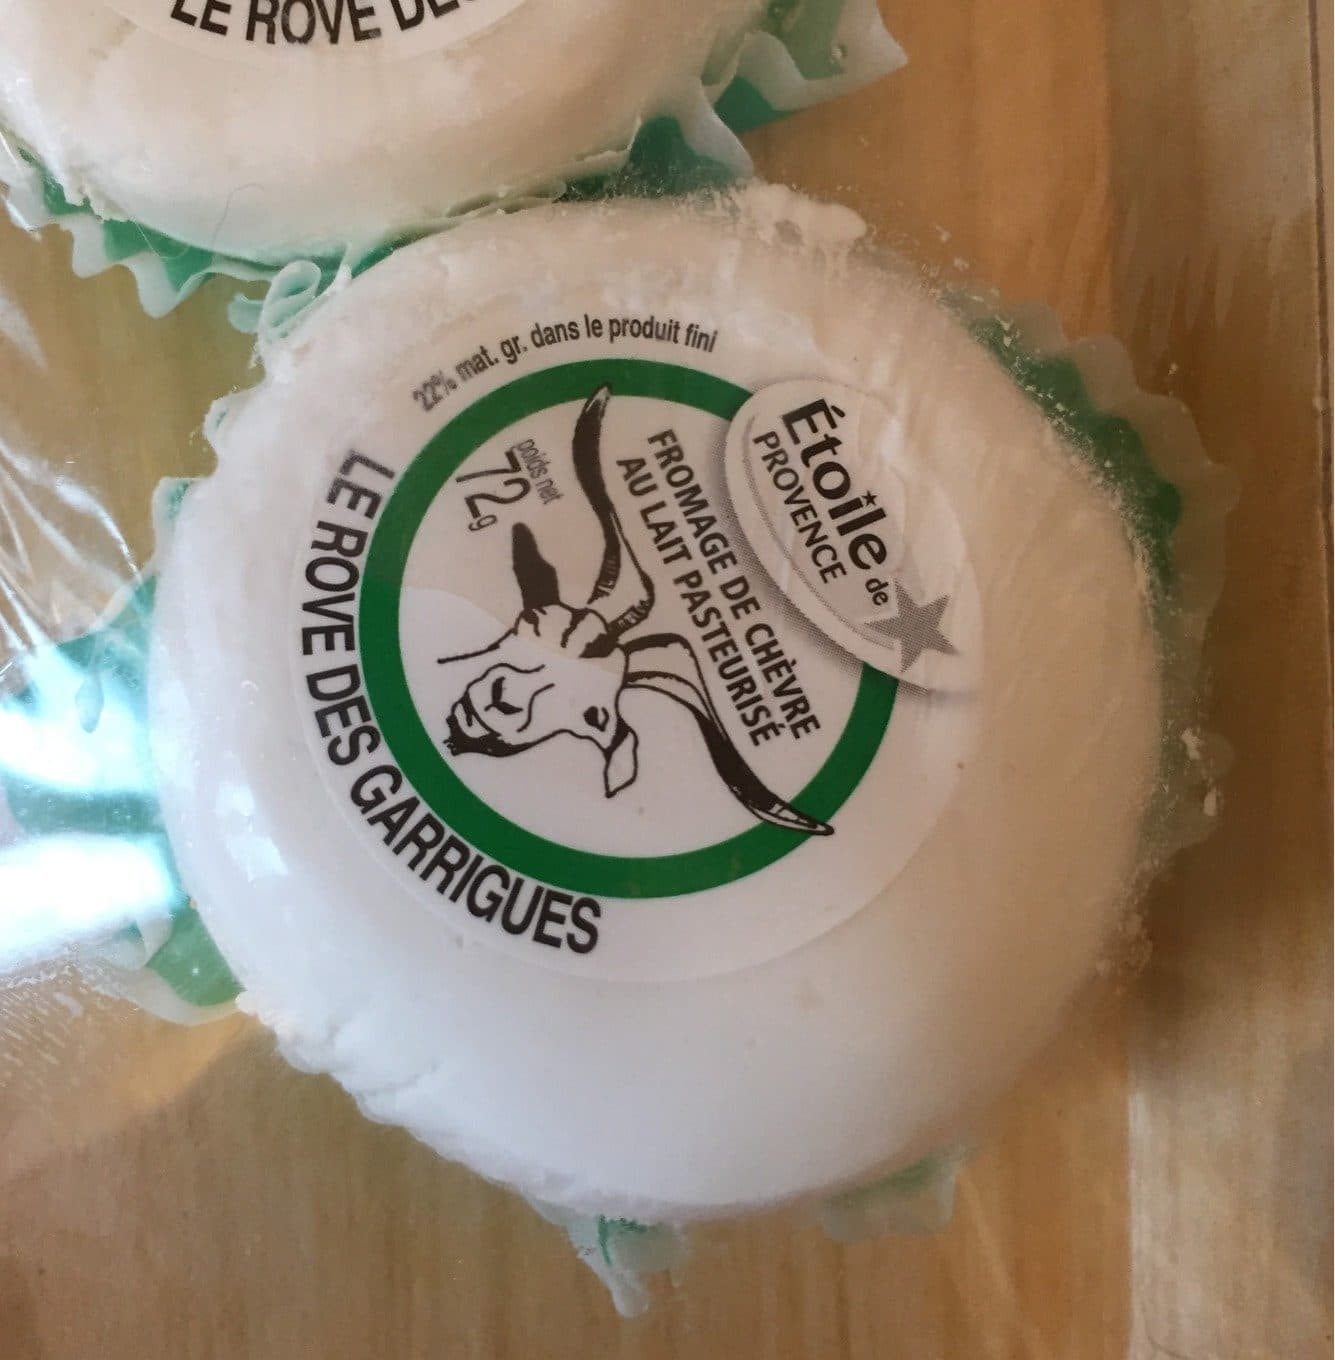 LE ROVE DES
22% mat. gr. dans le produit fini
Étoile de
PROVENCE
FROMAGE DE CHÈVRE
AU LAIT PASTEURISÉ
poids net
72g
LE ROVE DES GARRIGUES